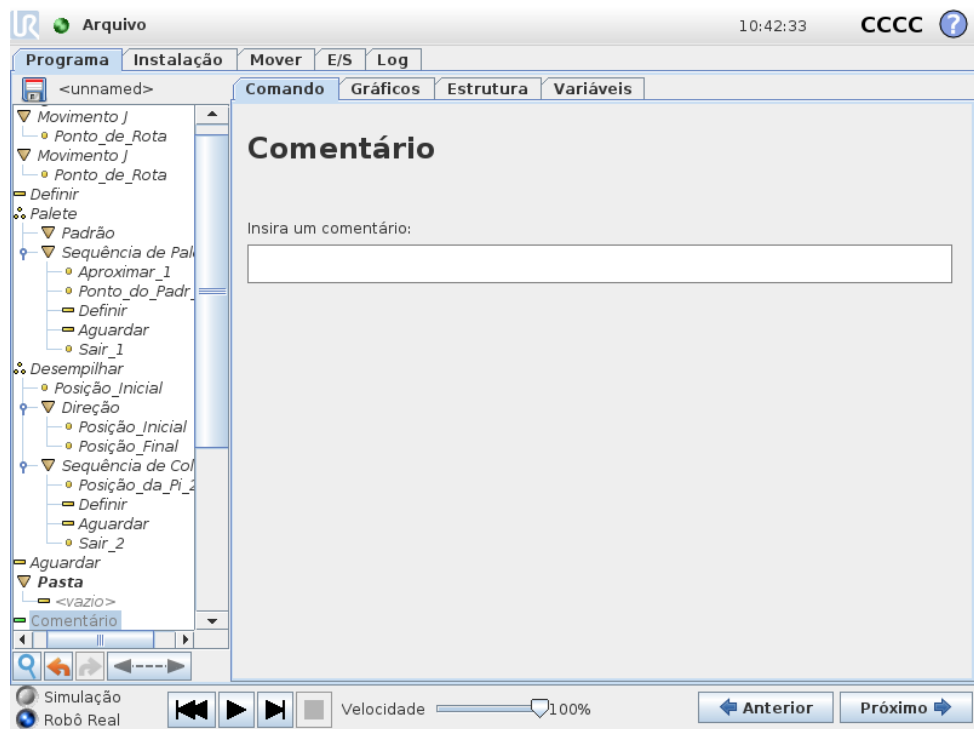 UR Arquivo 10:42:33 CCCC ?
Programa Instalação Mover E/S Log
<unnamed>
Comando Gráficos Estrutura Variáveis
Movimento J
Ponto_de_Rota
Movimento J
Ponto_de_Rota
Definir
Palete
Padrão
Sequência de Pal
Aproximar_1
Ponto_do_Padr_
Definir
Aguardar
Sair_1
Desempilhar
Posição_Inicial
Direção
Posição_Inicial
Posição_Final
Sequência de Col
Posição_da_Pi_2
Definir
Aguardar
Sair_2
Aguardar
Pasta
<vazio>
Comentário
Comentário
Insira um comentário:
Simulação
Robô Real
Velocidade 100%
Anterior Próximo